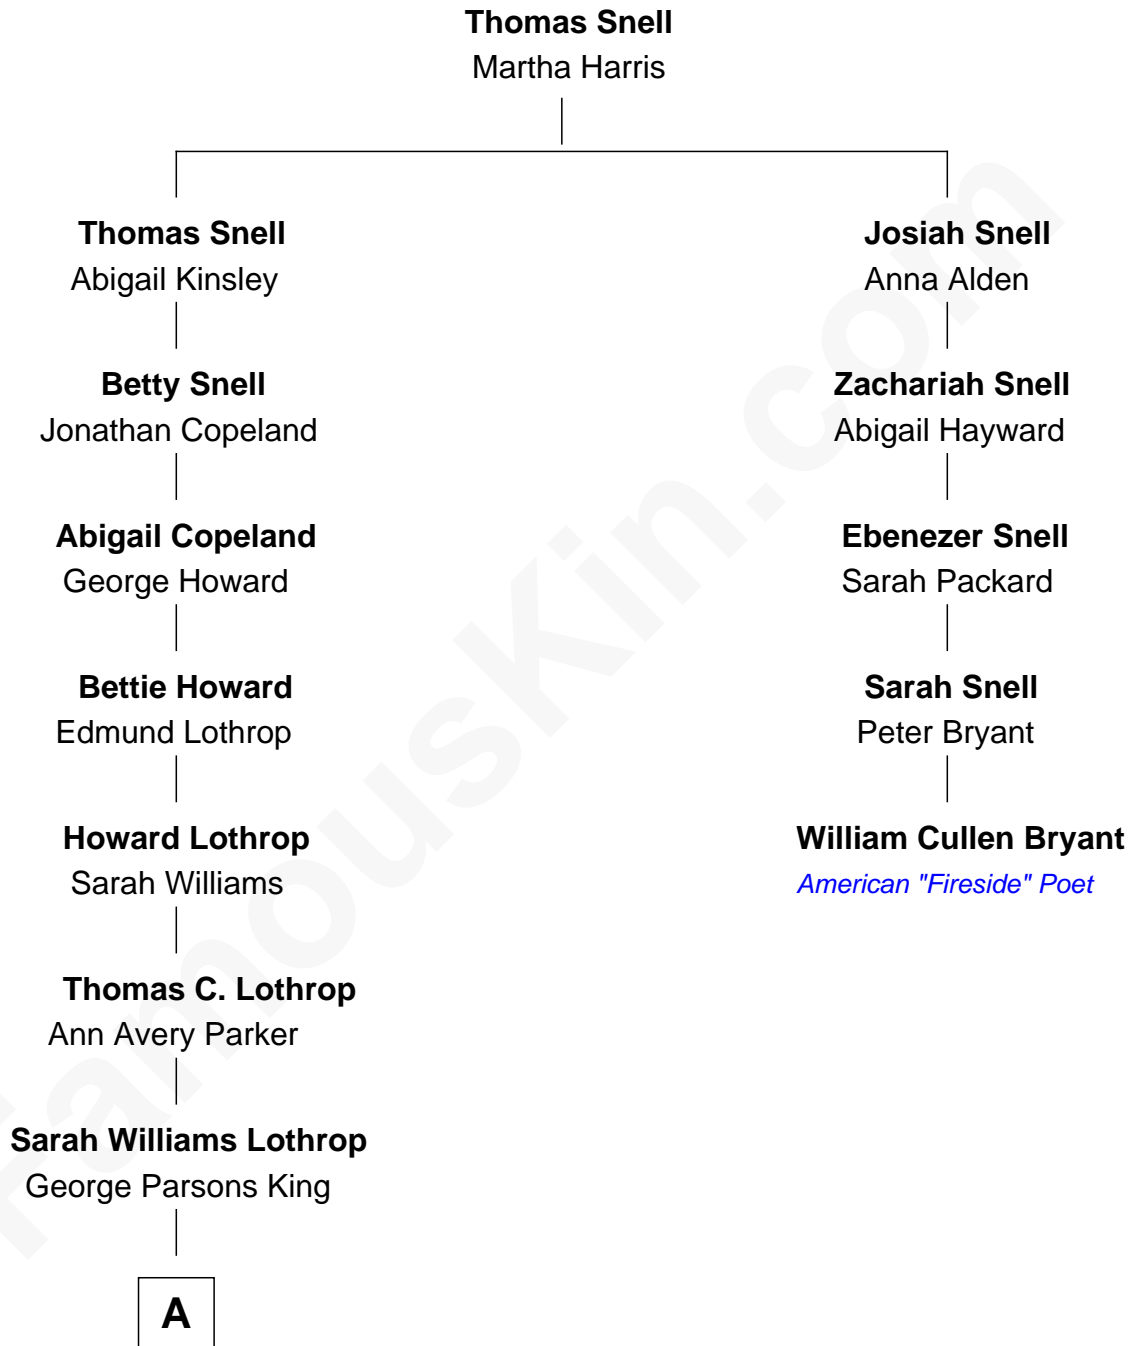 Thomas Snell
Martha Harris
Thomas Snell
Abigail Kinsley
Betty Snell
Jonathan Copeland
Abigail Copeland
George Howard
Bettie Howard
Edmund Lothrop
Howard Lothrop
Sarah Williams
Thomas C. Lothrop
Ann Avery Parker
Sarah Williams Lothrop
George Parsons King
A
Josiah Snell
Anna Alden
Zachariah Snell
Abigail Hayward
Ebenezer Snell
Sarah Packard
Sarah Snell
Peter Bryant
William Cullen Bryant
American "Fireside" Poet
FamousKin.com